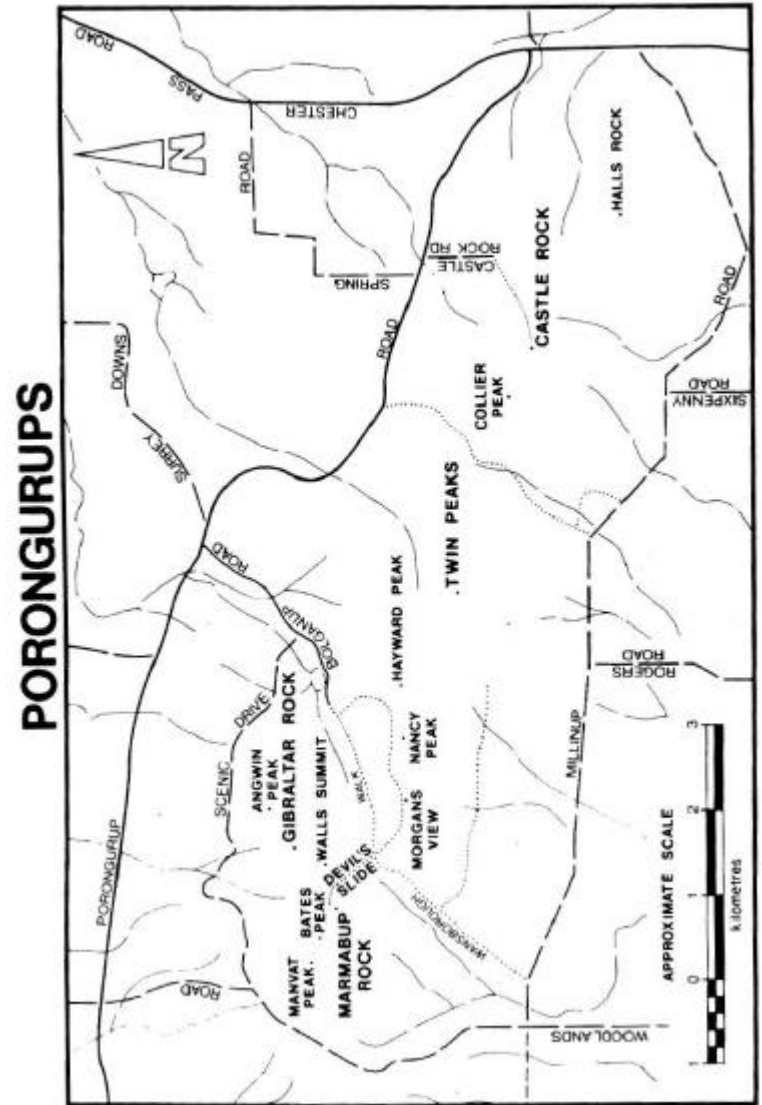 PORONGURUPS
N
ROAD
PASS
CHESTER
ROAD
SPRING
CASTLE
ROCK RD
ROAD
DOWNS
SURREY
ROAD
BOLGANUP
DRIVE
SCENIC
PORONGURUP
ROAD
ANGWIN
PEAK
GIBRALTAR ROCK
WALLS SUMMIT
WALK
BATES
PEAK
DEVIL'S
SLIDE
MANYAT
PEAK
MARMABUP
ROCK
MORGANS
VIEW
NANCY
PEAK
HAYWARD PEAK
TWIN PEAKS
COLLIER
PEAK
CASTLE ROCK
HALLS ROCK
ROAD
SIXPENNY
ROAD
ROGERS
ROAD
MILLINUP
WANSBOROUGH
WOODLANDS
APPROXIMATE SCALE
1 0 1 2 3
kilometres